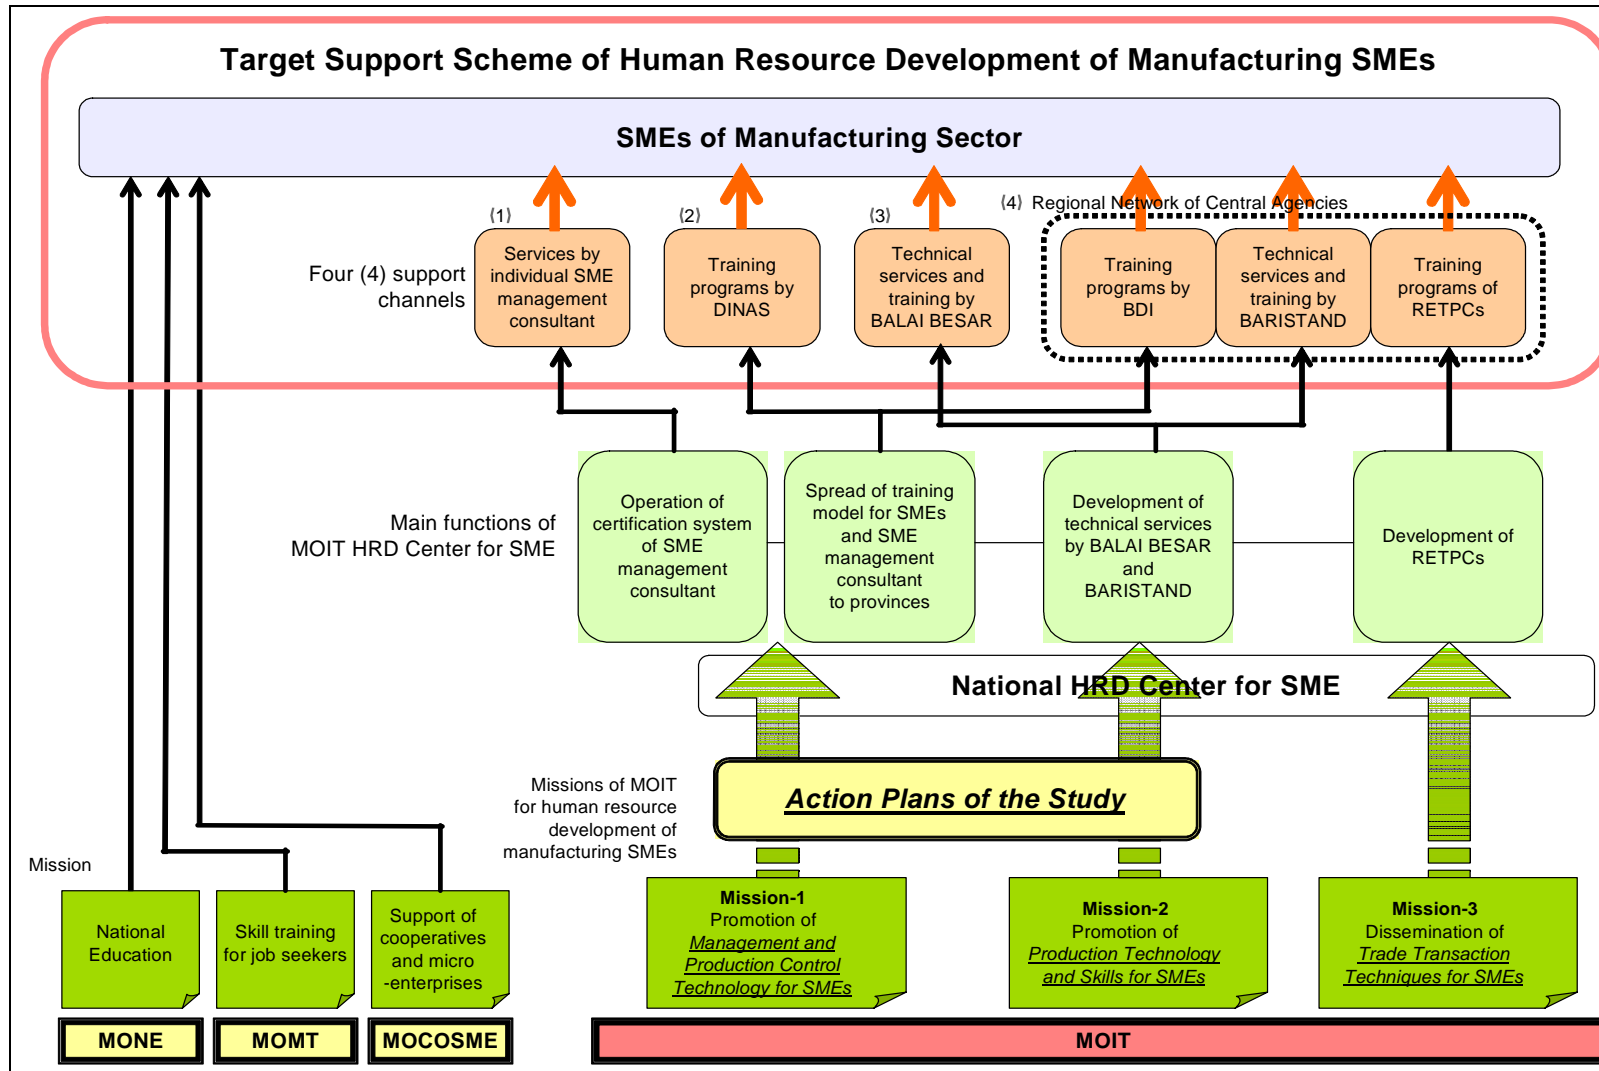 Target Support Scheme of Human Resource Development of Manufacturing SMEs
SMEs of Manufacturing Sector
(1)
(2)
(3)
(4) Regional Network of Central Agencies
Four (4) support
channels
Services by
individual SME
management
consultant
Training
programs by
DINAS
Technical
services and
training by
BALAI BESAR
Training
programs by
BDI
Technical
services and
training by
BARISTAND
Training
programs of
RETPCs
Main functions of
MOIT HRD Center for SME
Operation of
certification system
of SME
management
consultant
Spread of training
model for SMEs
and SME
management
consultant
to provinces
Development of
technical services
by BALAI BESAR
and
BARISTAND
Development of
RETPCs
National HRD Center for SME
Missions of MOIT
for human resource
development of
manufacturing SMEs
Action Plans of the Study
Mission
National
Education
Skill training
for job seekers
Support of
cooperatives
and micro
-enterprises
Mission-1
Promotion of
Management and
Production Control
Technology for SMEs
Mission-2
Promotion of
Production Technology
and Skills for SMEs
Mission-3
Dissemination of
Trade Transaction
Techniques for SMEs
MONE
MOMT
MOCOSME
MOIT